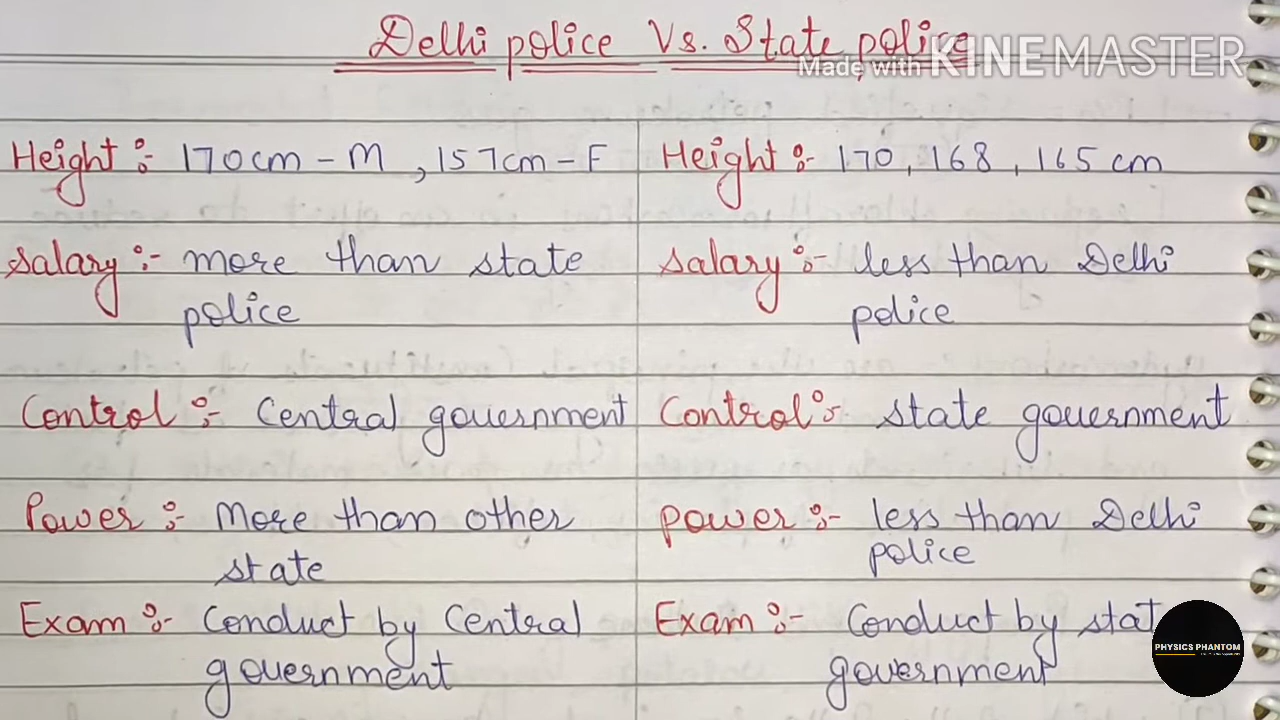 Delhi police Vs. State police
Made with KINEMASTER
Height :- 170cm - M , 157cm - F
Height :- 170, 168, 165 cm
Salary :- more than state
police
Salary :- less than Delhi
police
Control :- Central government
Control :- state government
Power :- More than other
state
power :- less than Delhi
police
Exam :- Conduct by Central
government
Exam :- Conduct by stat
government
PHYSICS PHANTOM